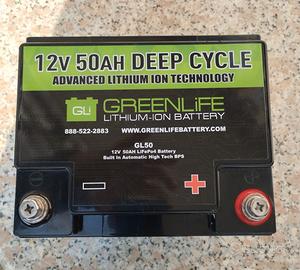 12V 50AH DEEP CYCLE
ADVANCED LITHIUM ION TECHNOLOGY
GLI GREENLiFE
LITHIUM-ION BATTERY
888-522-2883 WWW.GREENLIFEBATTERY.COM
GL50
12V 50AH LiFePo4 Battery
Built In Automatic High Tech BPS
- +